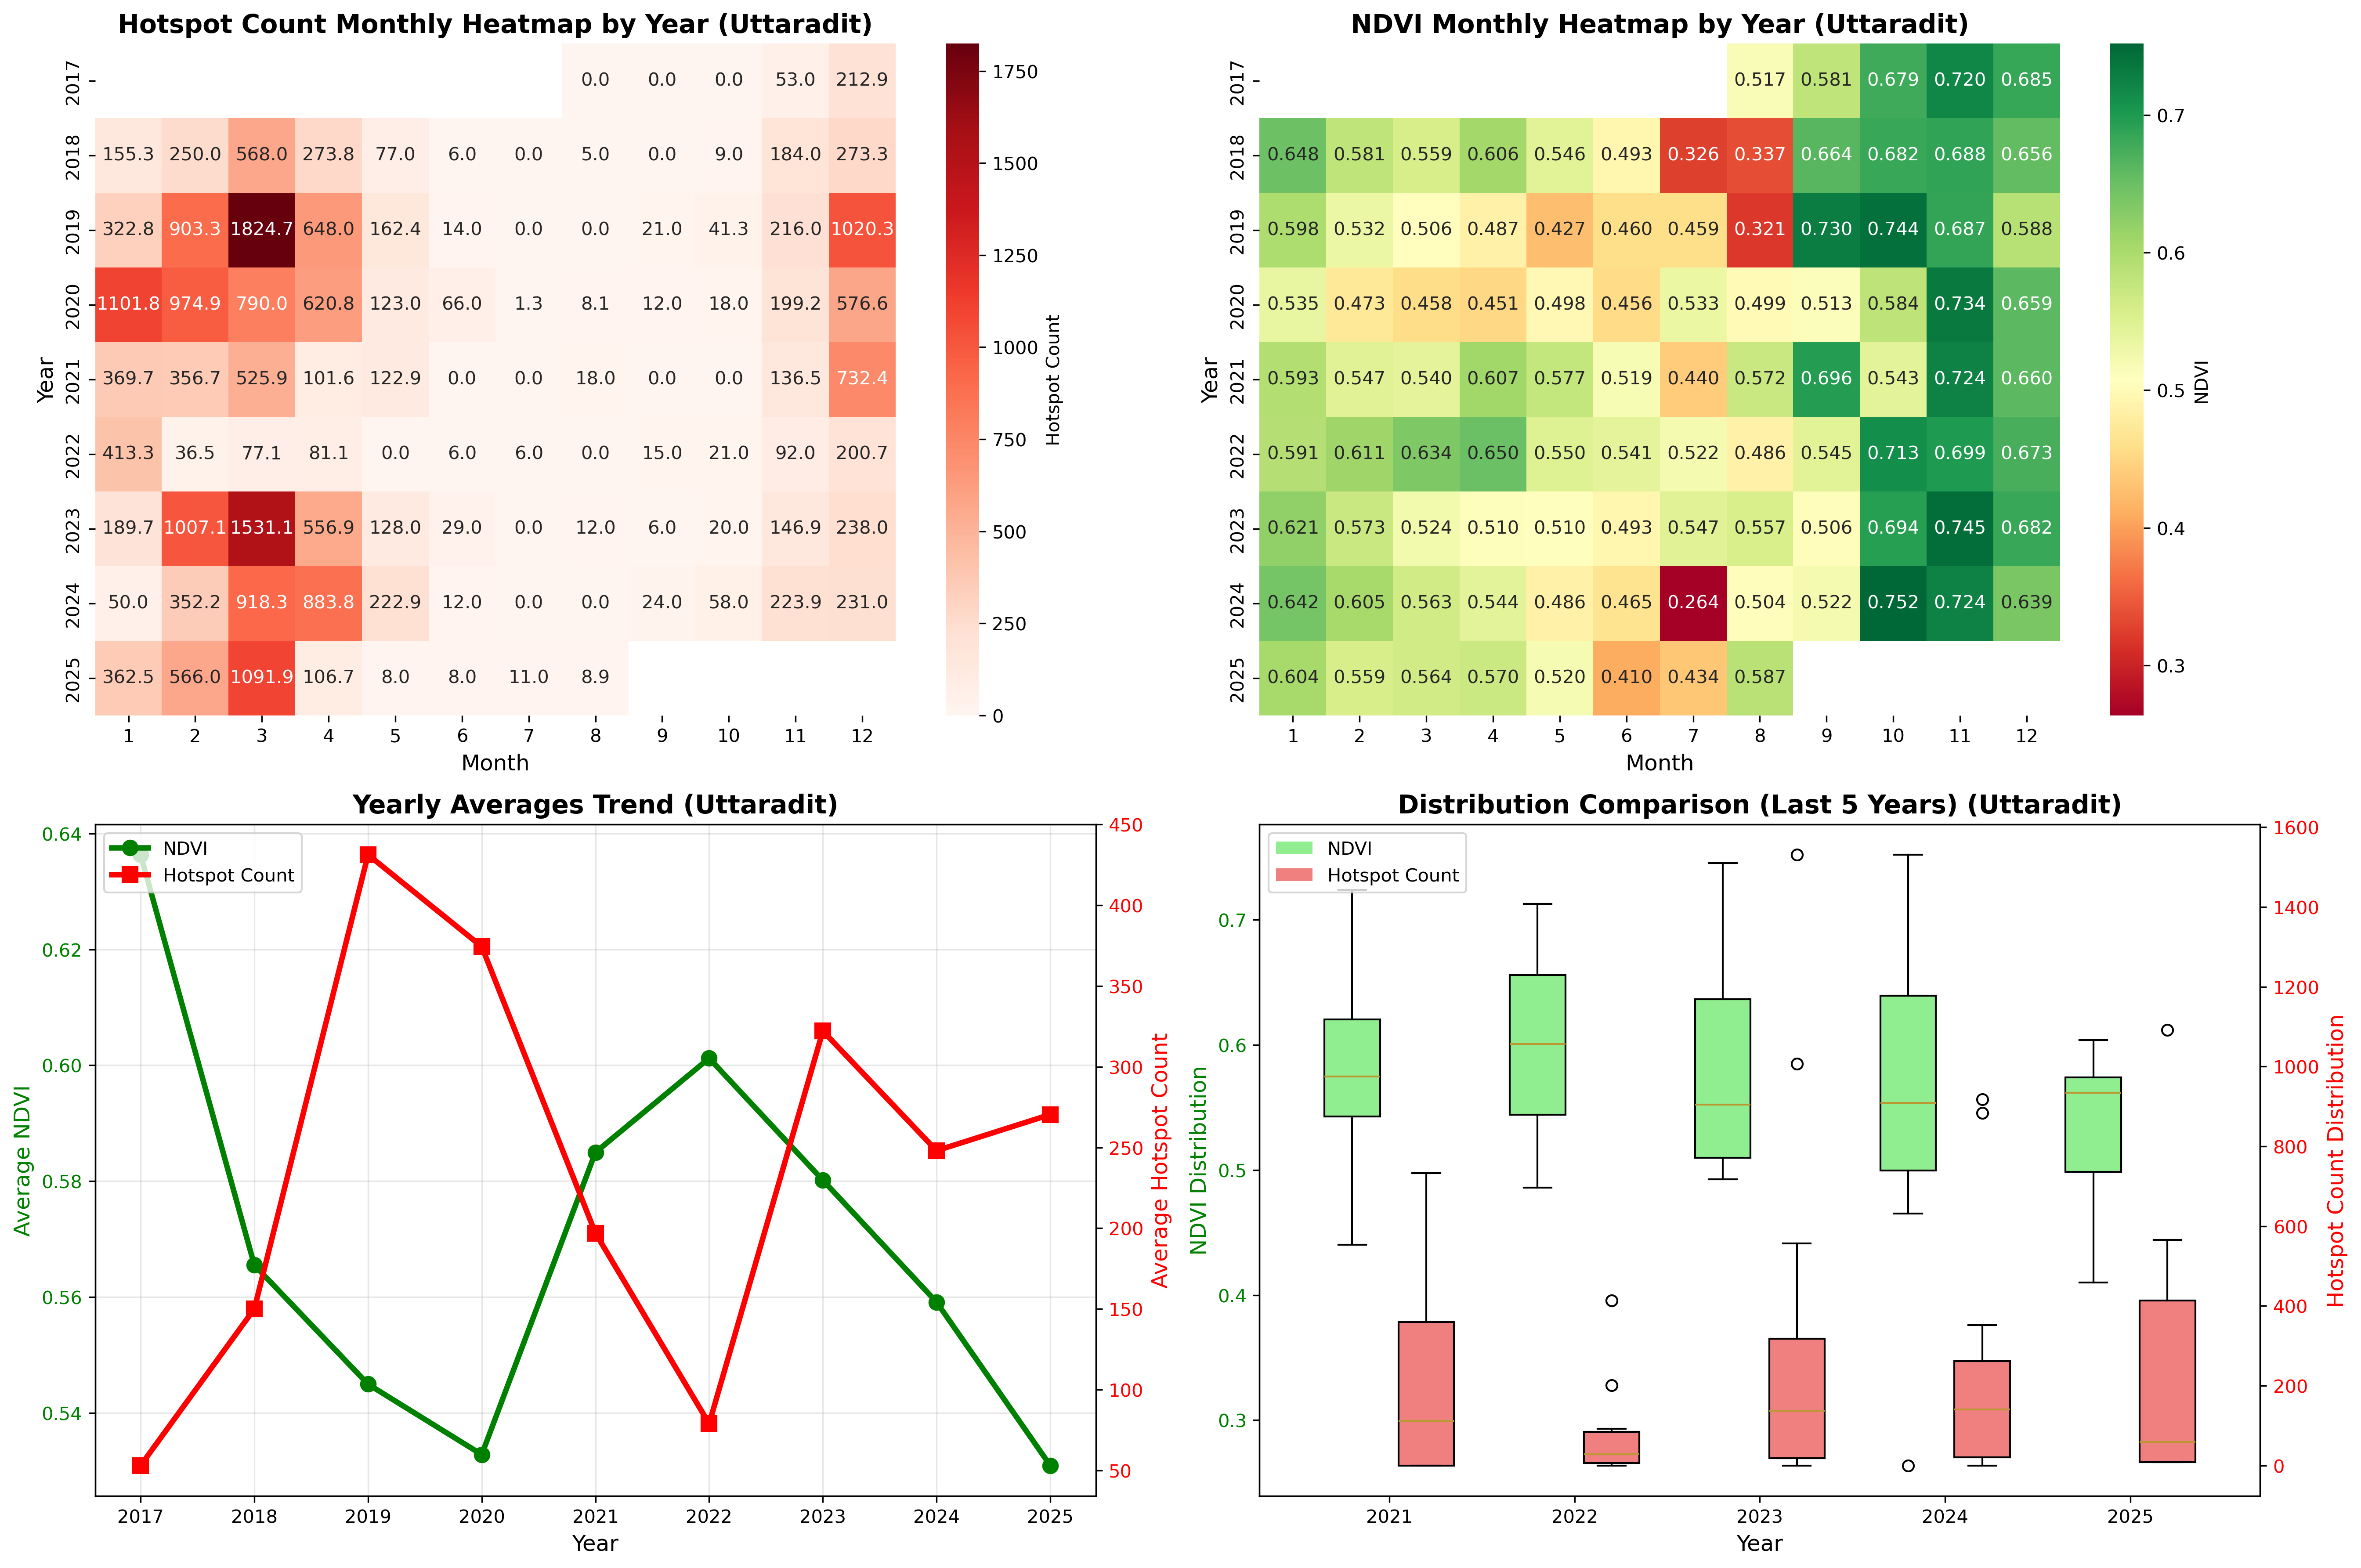 Hotspot Count Monthly Heatmap by Year (Uttaradit)
Year
2017 0.0 0.0 0.0 53.0 212.9
2018 155.3 250.0 568.0 273.8 77.0 6.0 0.0 5.0 0.0 9.0 184.0 273.3
2019 322.8 903.3 1824.7 648.0 162.4 14.0 0.0 0.0 21.0 41.3 216.0 1020.3
2020 1101.8 974.9 790.0 620.8 123.0 66.0 1.3 8.1 12.0 18.0 199.2 576.6
2021 369.7 356.7 525.9 101.6 122.9 0.0 0.0 18.0 0.0 0.0 136.5 732.4
2022 413.3 36.5 77.1 81.1 0.0 6.0 6.0 0.0 15.0 21.0 92.0 200.7
2023 189.7 1007.1 1531.1 556.9 128.0 29.0 0.0 12.0 6.0 20.0 146.9 238.0
2024 50.0 352.2 918.3 883.8 222.9 12.0 0.0 0.0 24.0 58.0 223.9 231.0
2025 362.5 566.0 1091.9 106.7 8.0 8.0 11.0 8.9
1 2 3 4 5 6 7 8 9 10 11 12
Month
1750
1500
1250
1000
750
500
250
0
Hotspot Count
NDVI Monthly Heatmap by Year (Uttaradit)
Year
2017 0.517 0.581 0.679 0.720 0.685
2018 0.648 0.581 0.559 0.606 0.546 0.493 0.326 0.337 0.664 0.682 0.688 0.656
2019 0.598 0.532 0.506 0.487 0.427 0.460 0.459 0.321 0.730 0.744 0.687 0.588
2020 0.535 0.473 0.458 0.451 0.498 0.456 0.533 0.499 0.513 0.584 0.734 0.659
2021 0.593 0.547 0.540 0.607 0.577 0.519 0.440 0.572 0.696 0.543 0.724 0.660
2022 0.591 0.611 0.634 0.650 0.550 0.541 0.522 0.486 0.545 0.713 0.699 0.673
2023 0.621 0.573 0.524 0.510 0.510 0.493 0.547 0.557 0.506 0.694 0.745 0.682
2024 0.642 0.605 0.563 0.544 0.486 0.465 0.264 0.504 0.522 0.752 0.724 0.639
2025 0.604 0.559 0.564 0.570 0.520 0.410 0.434 0.587
1 2 3 4 5 6 7 8 9 10 11 12
Month
0.7
0.6
0.5
0.4
0.3
NDVI
Yearly Averages Trend (Uttaradit)
NDVI
Hotspot Count
Average NDVI
0.64
0.62
0.60
0.58
0.56
0.54
450
400
350
300
250
200
150
100
50
Average Hotspot Count
2017 2018 2019 2020 2021 2022 2023 2024 2025
Year
Distribution Comparison (Last 5 Years) (Uttaradit)
NDVI
Hotspot Count
NDVI Distribution
0.7
0.6
0.5
0.4
0.3
1600
1400
1200
1000
800
600
400
200
0
Hotspot Count Distribution
2021 2022 2023 2024 2025
Year